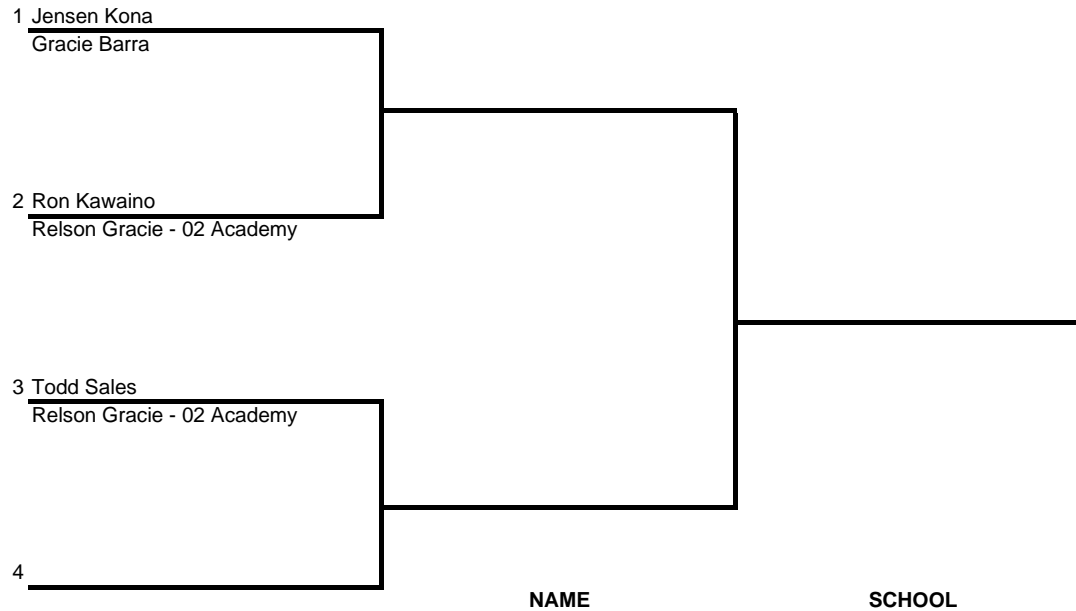 1 Jensen Kona
Gracie Barra
2 Ron Kawaino
Relson Gracie - 02 Academy
3 Todd Sales
Relson Gracie - 02 Academy
4
NAME SCHOOL